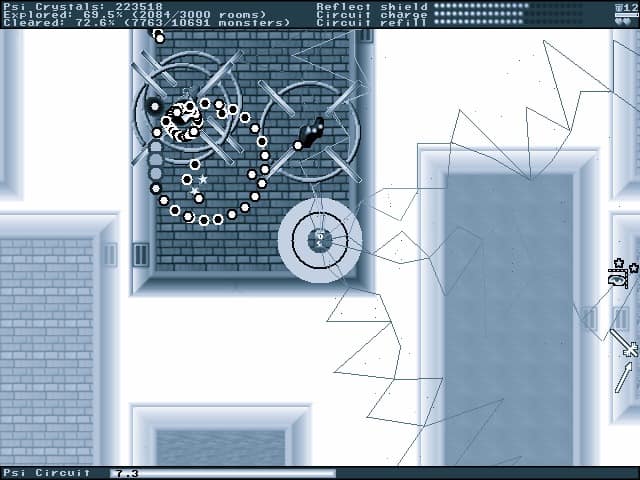 Psi Crystals: 223518
Explored: 69.5% (2084/3000 rooms)
Cleared: 72.6% (7763/10691 monsters)
Reflect shield
Circuit charge
Circuit refill
12
Psi Circuit 7.3